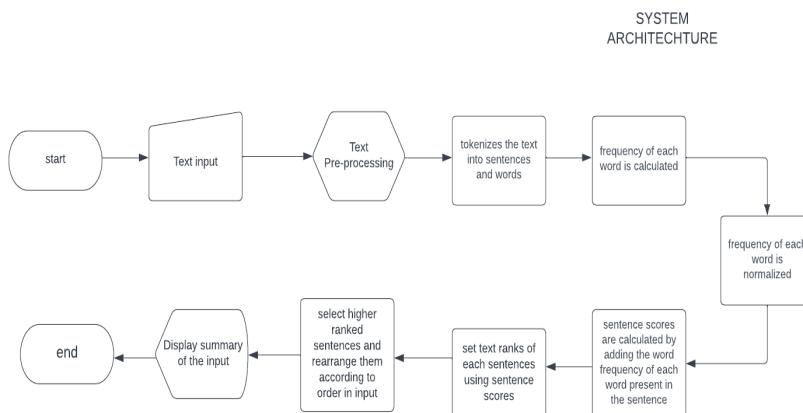 SYSTEM
ARCHITECHTURE
start
Text input
Text
Pre-processing
tokenizes the text
into sentences
and words
frequency of each
word is calculated
frequency of each
word is
normalized
sentence scores
are calculated by
adding the word
frequency of each
word present in
the sentence
set text ranks of
each sentences
using sentence
scores
select higher
ranked
sentences and
rearrange them
according to
order in input
Display summary
of the input
end